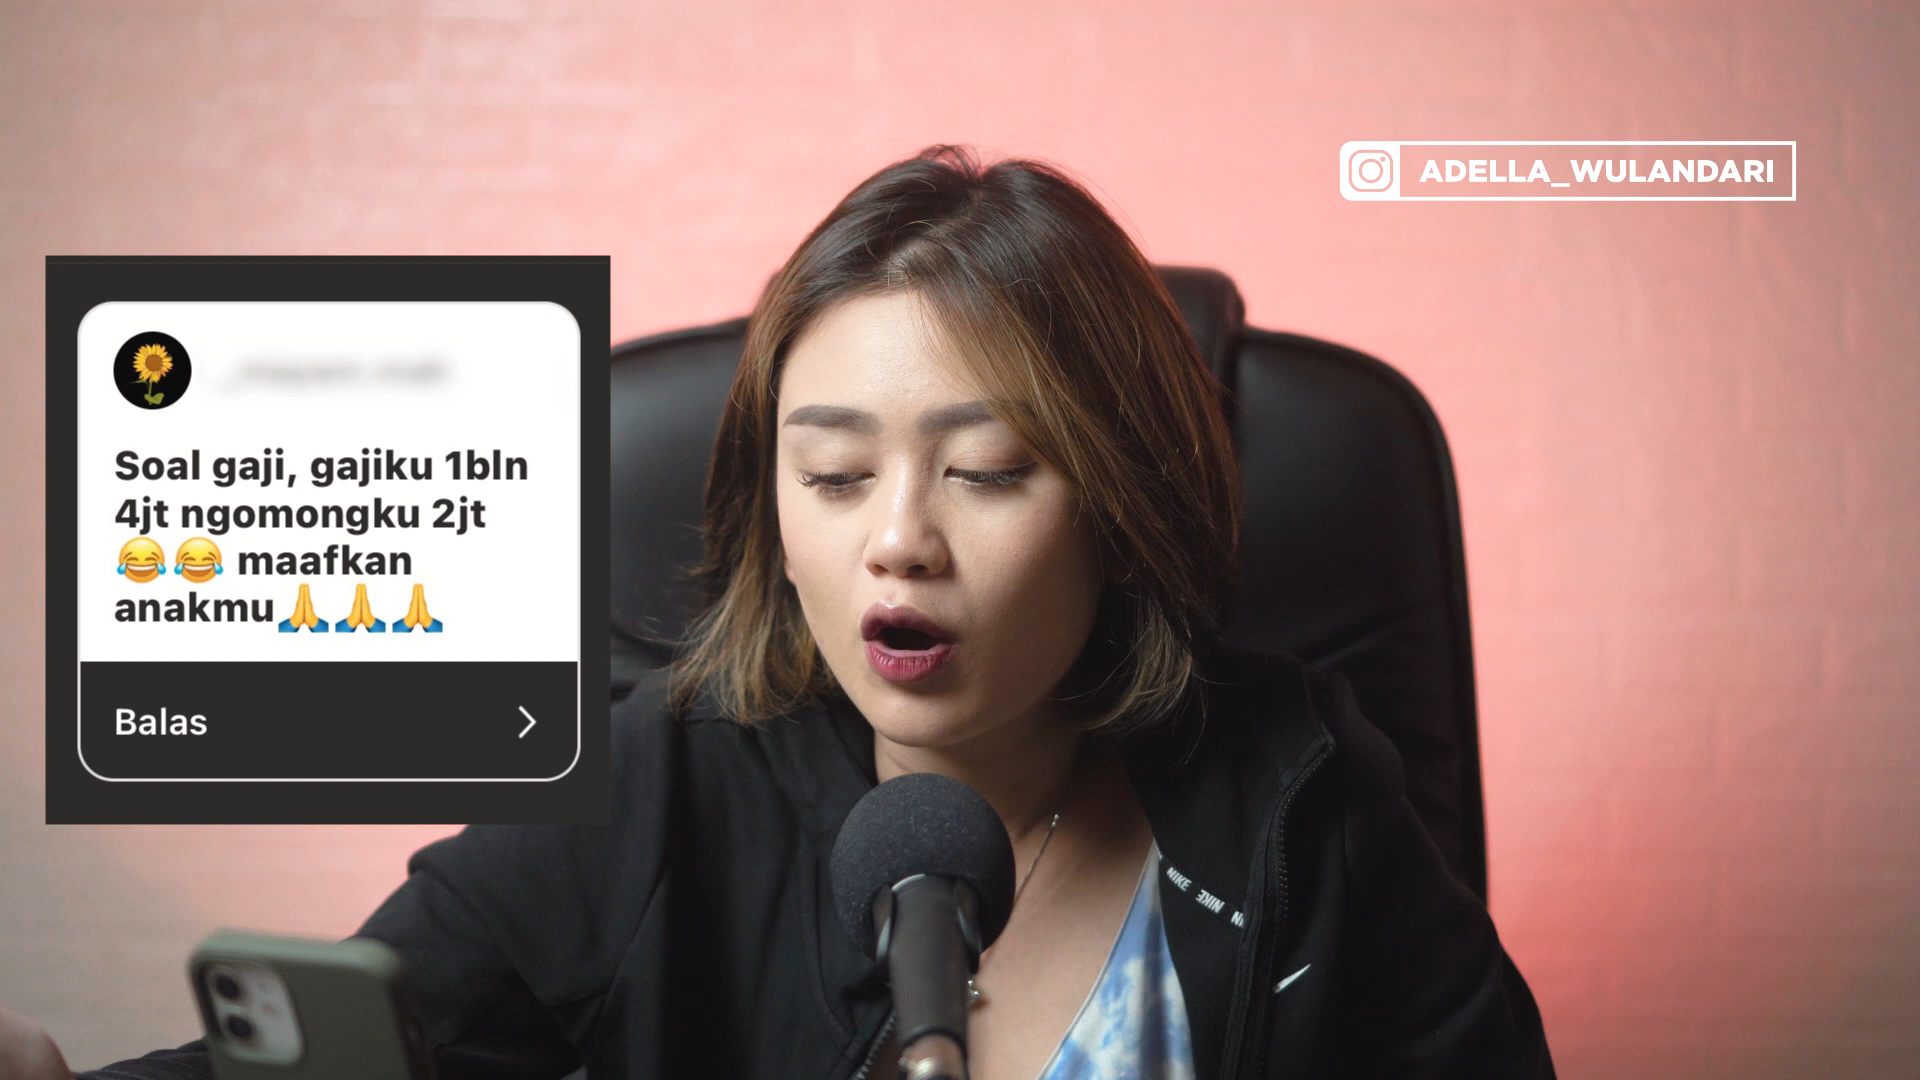 ADELLA_WULANDARI
Soal gaji, gajiku 1bln
4jt ngomongku 2jt
😂😂 maafkan
anakmu🙏🙏🙏
Balas
NIKE NIKE